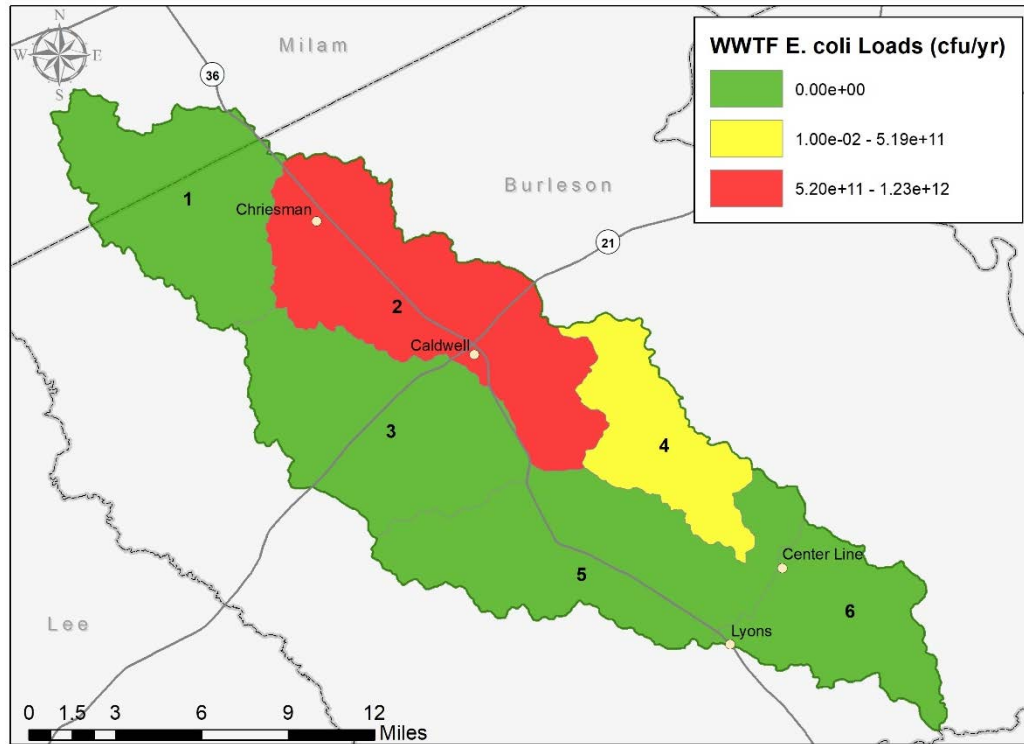 N
W
E
S
Milam
36
WWTF E. coli Loads (cfu/yr)
0.00e+00
1.00e-02 - 5.19e+11
5.20e+11 - 1.23e+12
Burleson
1
Chriesman
21
2
Caldwell
3
4
Center Line
5
6
Lyons
Lee
0 1.5 3 6 9 12
Miles